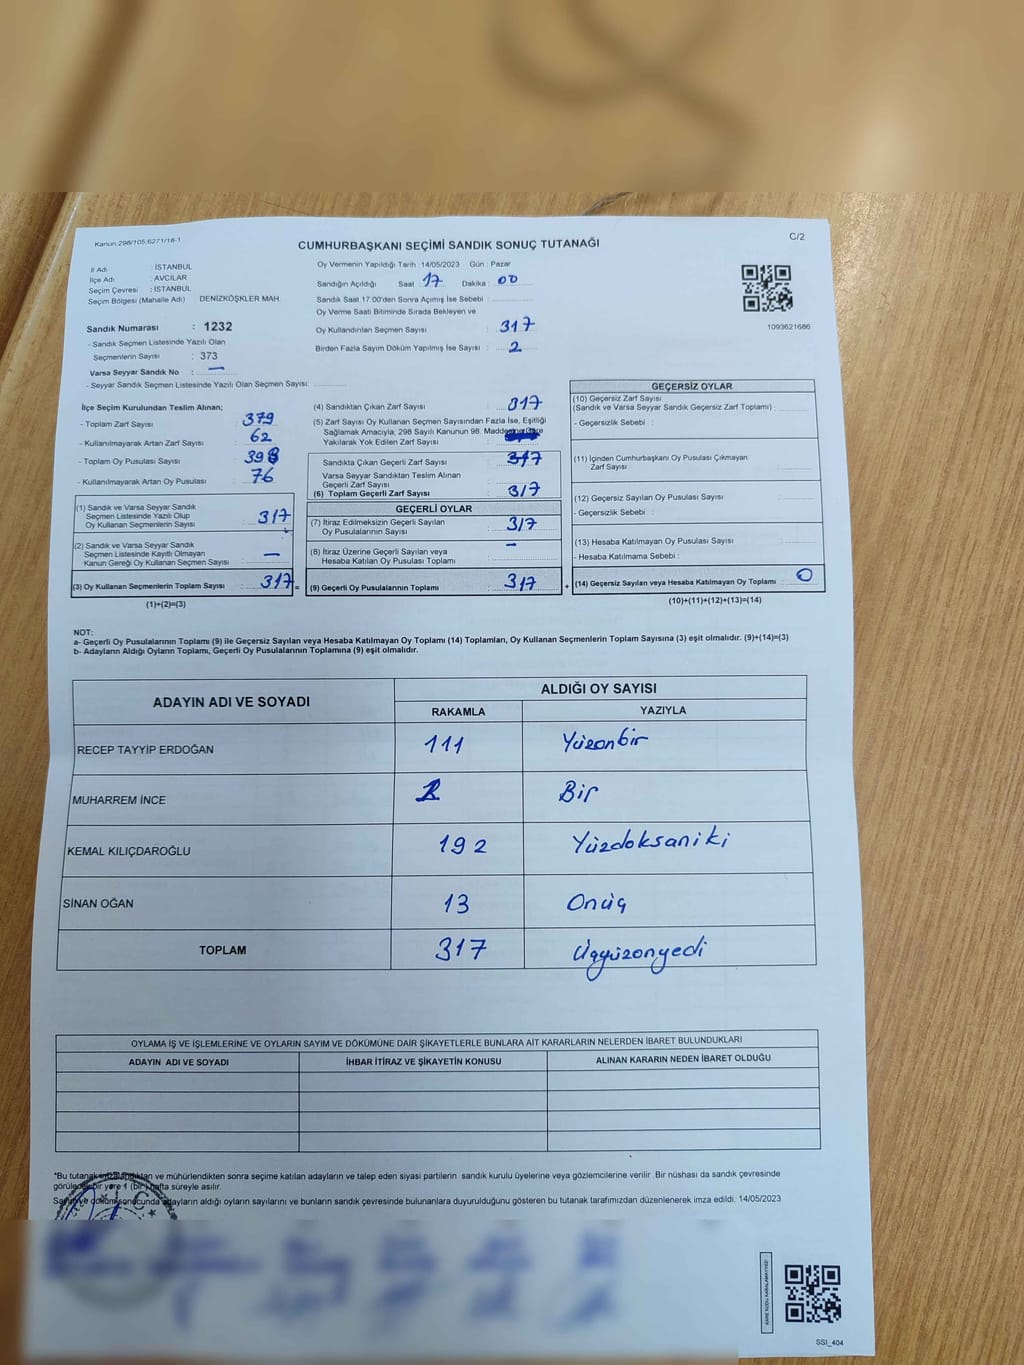 Kanun:298/105,6271/18-1
C/2
CUMHURBAŞKANI SEÇİMİ SANDIK SONUÇ TUTANAĞI
İl Adı İSTANBUL
İlçe Adı : AVCILAR
Seçim Çevresi : İSTANBUL
Seçim Bölgesi (Mahalle Adı) DENİZKÖŞKLER MAH
Sandık Numarası : 1232
- Sandık Seçmen Listesinde Yazılı Olan
Seçmenlerin Sayısı : 373
Varsa Seyyar Sandık No : —
- Seyyar Sandık Seçmen Listesinde Yazılı Olan Seçmen Sayısı:
Oy Vermenin Yapıldığı Tarih : 14/05/2023 Gün : Pazar
Sandığın Açıldığı Saat : 17 Dakika : 00
Sandık Saat 17:00'den Sonra Açımış İse Sebebi :
Oy Verme Saati Bitiminde Sırada Bekleyen ve
Oy Kullandırılan Seçmen Sayısı : 317
Birden Fazla Sayım Döküm Yapılmış İse Sayısı : 2
1093621686
İlçe Seçim Kurulundan Teslim Alınan;
- Toplam Zarf Sayısı : 379
- Kullanılmayarak Artan Zarf Sayısı : 62
- Toplam Oy Pusulası Sayısı : 393
- Kullanılmayarak Artan Oy Pusulası : 76
(1) Sandık ve Varsa Seyyar Sandık
Seçmen Listesinde Yazılı Olup
Oy Kullanan Seçmenlerin Sayısı : 317
(2) Sandık ve Varsa Seyyar Sandık
Seçmen Listesinde Kayıtlı Olmayan
Kanun Gereği Oy Kullanan Seçmen Sayısı : —
(3) Oy Kullanan Seçmenlerin Toplam Sayısı : 317 =
(1)+(2)=(3)
(4) Sandıktan Çıkan Zarf Sayısı : 317
(5) Zarf Sayısı Oy Kullanan Seçmen Sayısından Fazla İse, Eşitliği
Sağlamak Amacıyla; 298 Sayılı Kanunun 98. Maddesine Göre
Yakılarak Yok Edilen Zarf Sayısı
Sandıkta Çıkan Geçerli Zarf Sayısı : 317
Varsa Seyyar Sandıktan Teslim Alınan
Geçerli Zarf Sayısı :
(6) Toplam Geçerli Zarf Sayısı : 317
GEÇERLİ OYLAR
(7) İtiraz Edilmeksizin Geçerli Sayılan
Oy Pusulalarının Sayısı : 317
(8) İtiraz Üzerine Geçerli Sayılan veya
Hesaba Katılan Oy Pusulaları Toplamı : —
(9) Geçerli Oy Pusulalarının Toplamı : 317 +
GEÇERSİZ OYLAR
(10) Geçersiz Zarf Sayısı
(Sandık ve Varsa Seyyar Sandık Geçersiz Zarf Toplamı) :
- Geçersizlik Sebebi :
(11) İçinden Cumhurbaşkanı Oy Pusulası Çıkmayan
Zarf Sayısı :
(12) Geçersiz Sayılan Oy Pusulası Sayısı :
- Geçersizlik Sebebi :
(13) Hesaba Katılmayan Oy Pusulası Sayısı :
- Hesaba Katılmama Sebebi :
(14) Geçersiz Sayılan veya Hesaba Katılmayan Oy Toplamı : 0
(10)+(11)+(12)+(13)=(14)
NOT:
a- Geçerli Oy Pusulalarının Toplamı (9) ile Geçersiz Sayılan veya Hesaba Katılmayan Oy Toplamı (14) Toplamları, Oy Kullanan Seçmenlerin Toplam Sayısına (3) eşit olmalıdır. (9)+(14)=(3)
b- Adayların Aldığı Oyların Toplamı, Geçerli Oy Pusulalarının Toplamına (9) eşit olmalıdır.
ADAYIN ADI VE SOYADI ALDIĞI OY SAYISI
RAKAMLA YAZIYLA
RECEP TAYYİP ERDOĞAN 111 Yüzonbir
MUHARREM İNCE 1 Bir
KEMAL KILIÇDAROĞLU 192 Yüzdoksaniki
SİNAN OĞAN 13 Onüç
TOPLAM 317 Üçyüzonyedi
OYLAMA İŞ VE İŞLEMLERİNE VE OYLARIN SAYIM VE DÖKÜMÜNE DAİR ŞİKAYETLERLE BUNLARA AİT KARARLARIN NELERDEN İBARET BULUNDUKLARI
ADAYIN ADI VE SOYADI İHBAR İTİRAZ VE ŞİKAYETİN KONUSU ALINAN KARARIN NEDEN İBARET OLDUĞU
*Bu tutanak imzalandıktan ve mühürlendikten sonra seçime katılan adayların ve talep eden siyasi partilerin sandık kurulu üyelerine veya gözlemcilerine verilir. Bir nüshası da sandık çevresinde
görülebilir bir yere 1 (bir) hafta süreyle asılır.
Sayım ve döküm sonucunda adayların aldığı oyların sayılarını ve bunların sandık çevresinde bulunanlara duyurulduğunu gösteren bu tutanak tarafımızdan düzenlenerek imza edildi. 14/05/2023
SSI_404